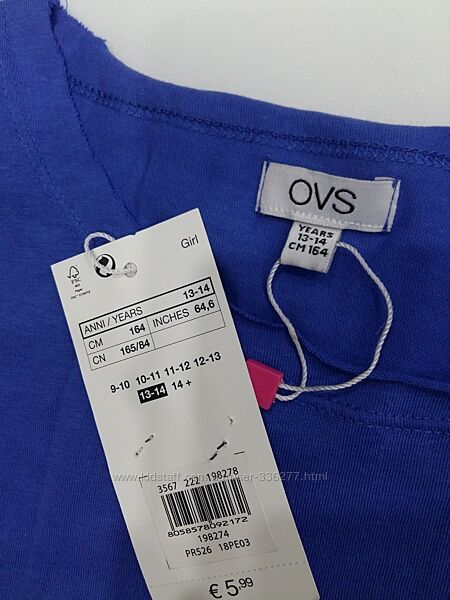 OVS
YEARS
13-14
CM 164
Girl
FSC
ANNI / YEARS 13-14
CM 164 INCHES 64,6
CN 165/84
9-10 10-11 11-12 12-13
13-14 14 +
3567 222 198278
8058578092172
198274
PRS26 18PE03
€ 5,99